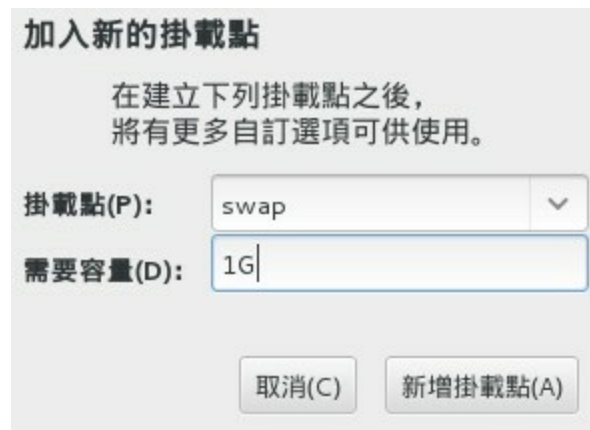 加入新的掛載點
在建立下列掛載點之後，
將有更多自訂選項可供使用。
掛載點(P)： swap
需要容量(D)： 1G
取消(C) 新增掛載點(A)